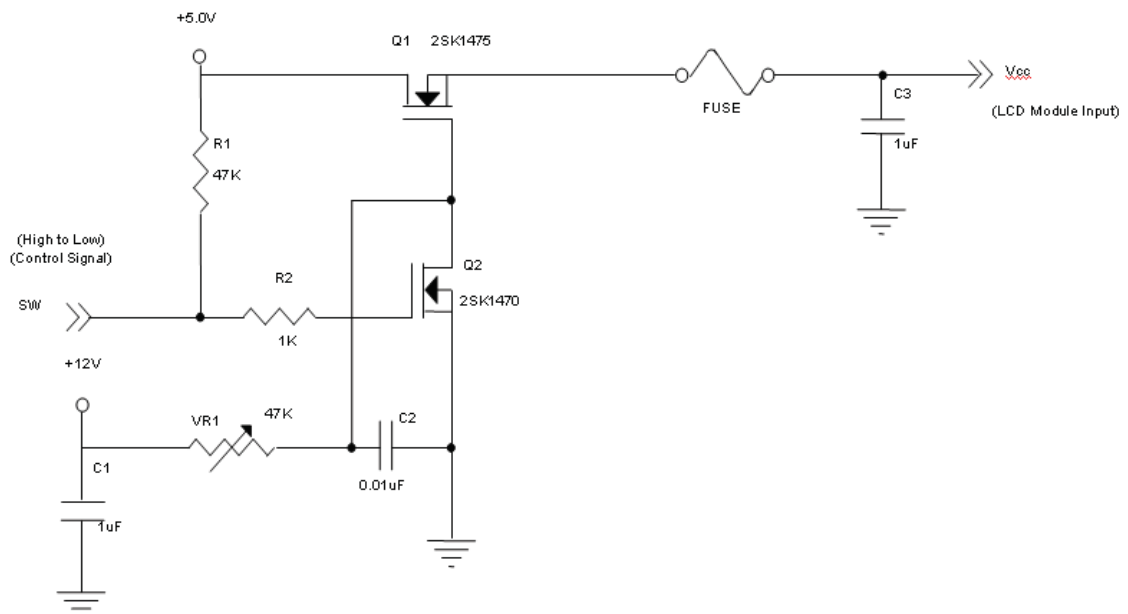 +5.0V
Q1 2SK1475
Vcc
C3
FUSE
(LCD Module Input)
1uF
R1
47K
(High to Low)
(Control Signal)
Q2
R2
SW
2SK1470
1K
+12V
47K
VR1
C2
C1
0.01uF
1uF